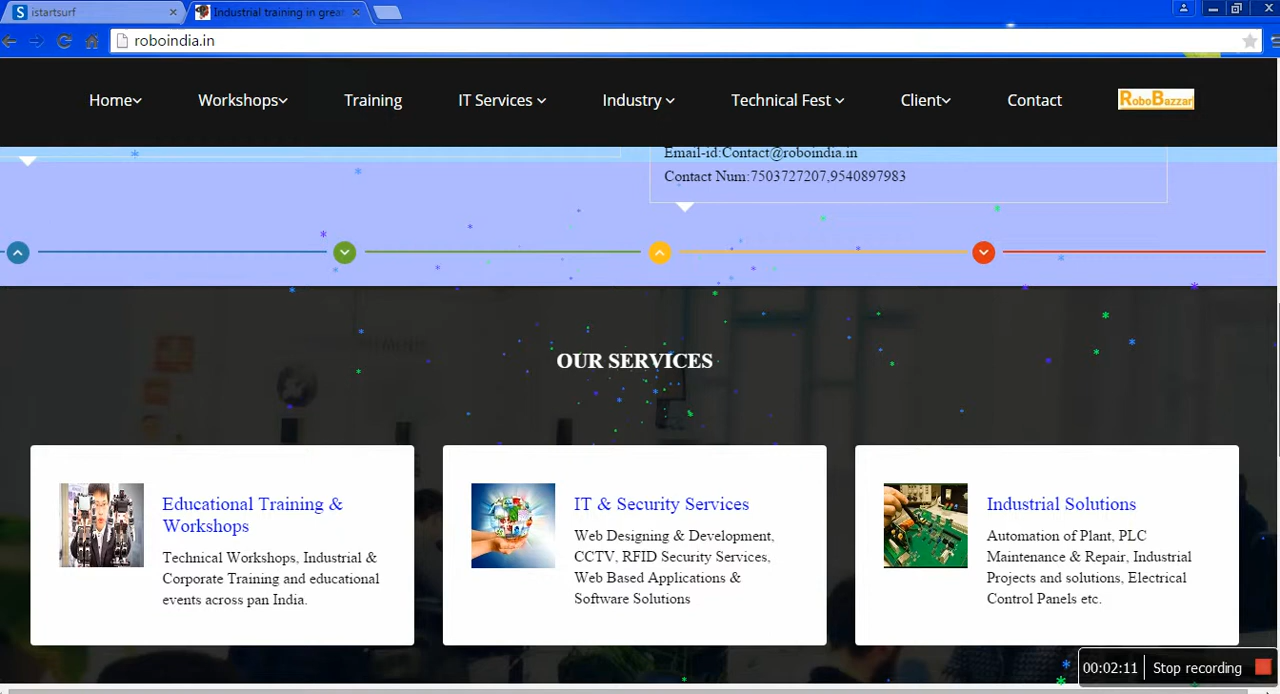 istartsurf
Industrial training in great
roboindia.in
Home Workshops Training IT Services Industry Technical Fest Client Contact RoboBazzar
Email-id:Contact@roboindia.in
Contact Num:7503727207,9540897983
OUR SERVICES
Educational Training &
Workshops
Technical Workshops, Industrial &
Corporate Training and educational
events across pan India.
IT & Security Services
Web Designing & Development,
CCTV, RFID Security Services,
Web Based Applications &
Software Solutions
Industrial Solutions
Automation of Plant, PLC
Maintenance & Repair, Industrial
Projects and solutions, Electrical
Control Panels etc.
00:02:11 Stop recording